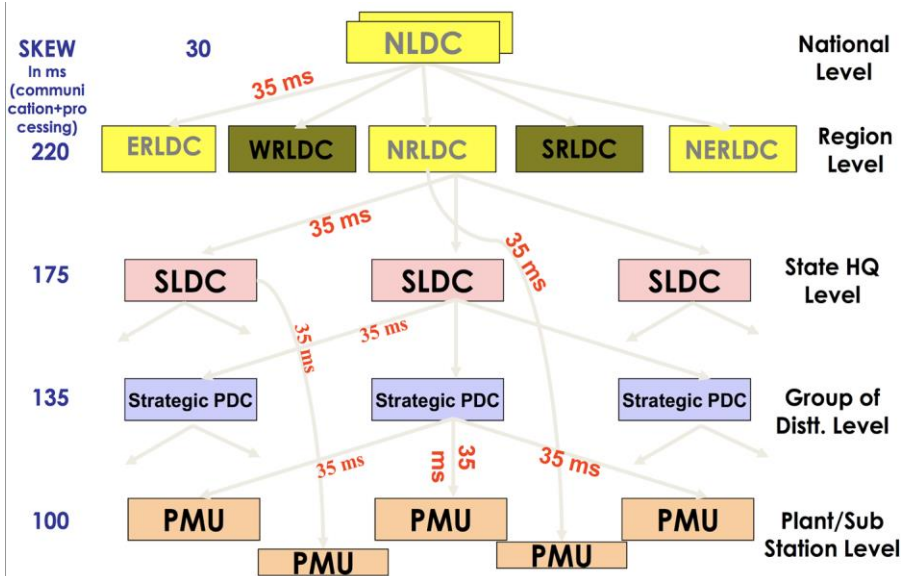 SKEW
In ms
(communi
cation+pro
cessing)
30
NLDC
National
Level
35 ms
220
ERLDC
WRLDC
NRLDC
SRLDC
NERLDC
Region
Level
35 ms
35 ms
175
SLDC
SLDC
SLDC
State HQ
Level
35 ms
35 ms
135
Strategic PDC
Strategic PDC
Strategic PDC
Group of
Distt. Level
35 ms
35
ms
35 ms
100
PMU
PMU
PMU
Plant/Sub
Station Level
PMU
PMU